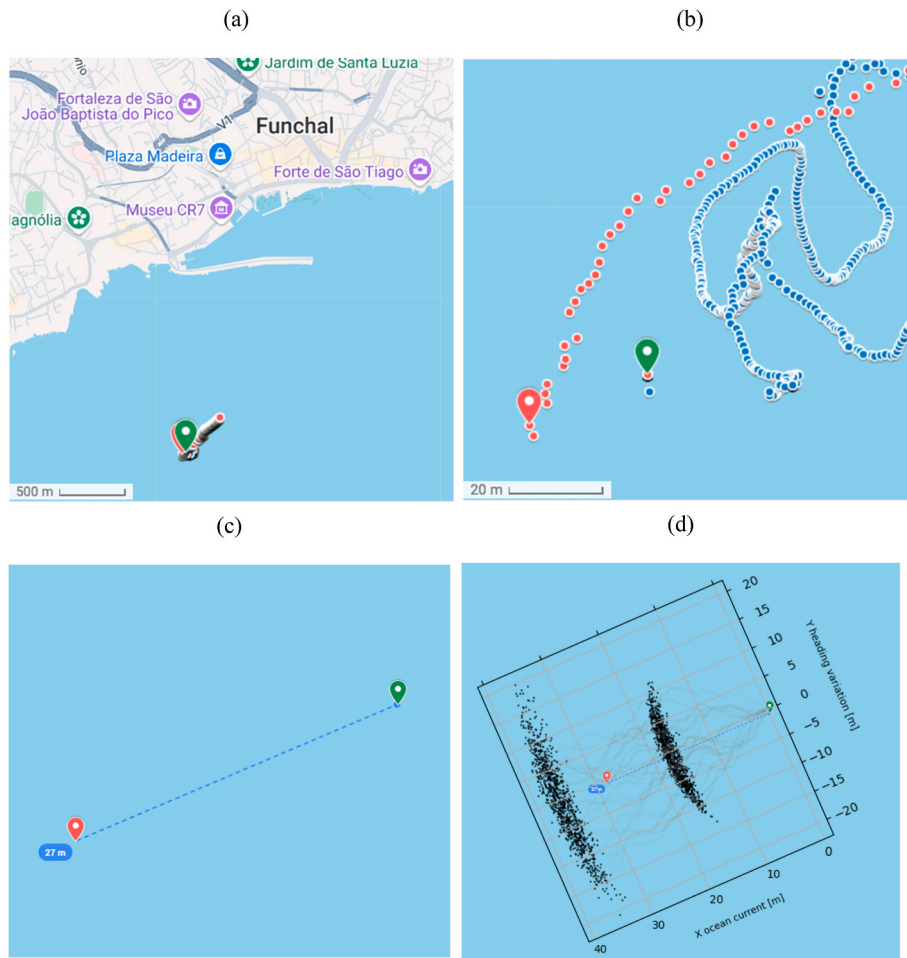 (a)
(b)
Jardim de Santa Luzia
Fortaleza de São
João Baptista do Pico
V1
Funchal
Plaza Madeira
Forte de São Tiago
Museu CR7
lagnólia
500 m
20 m
(c)
(d)
27 m
20
15
10
5
0
−5
−10
−15
−20
Y heading variation [m]
0
10
20
30
40
X ocean current [m]
27 m